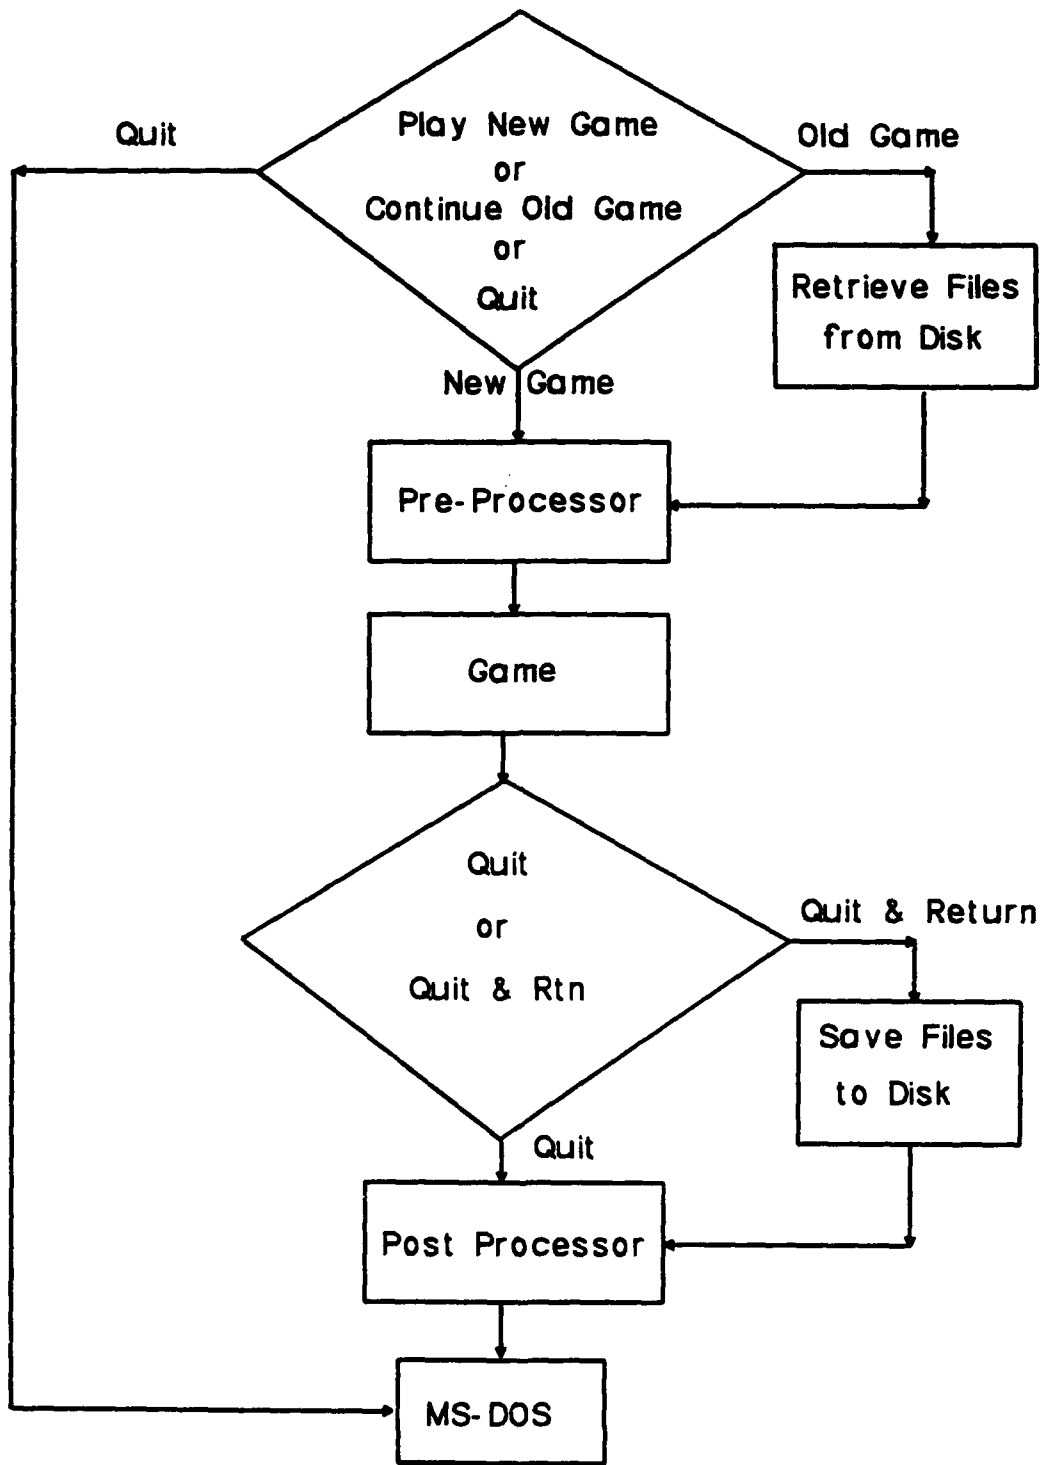 Play New Game
or
Continue Old Game
or
Quit
Quit
Old Game
Retrieve Files
from Disk
New Game
Pre-Processor
Game
Quit
or
Quit & Rtn
Quit & Return
Save Files
to Disk
Quit
Post Processor
MS-DOS